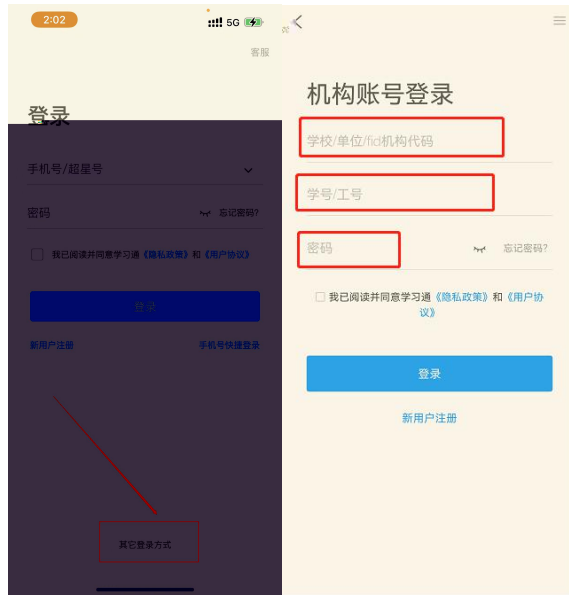 2:02
5G
客服
登录
手机号/超星号
密码
忘记密码?
我已阅读并同意学习通《隐私政策》和《用户协议》
登录
新用户注册
手机号快捷登录
其它登录方式
机构账号登录
学校/单位/fid机构代码
学号/工号
密码
忘记密码?
我已阅读并同意学习通《隐私政策》和《用户协
议》
登录
新用户注册